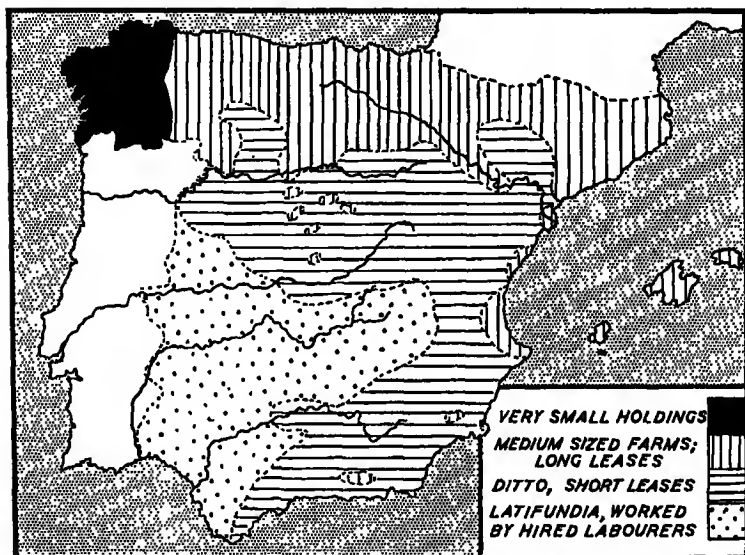 VERY SMALL HOLDINGS
MEDIUM SIZED FARMS;
LONG LEASES
DITTO, SHORT LEASES
LATIFUNDIA, WORKED
BY HIRED LABOURERS